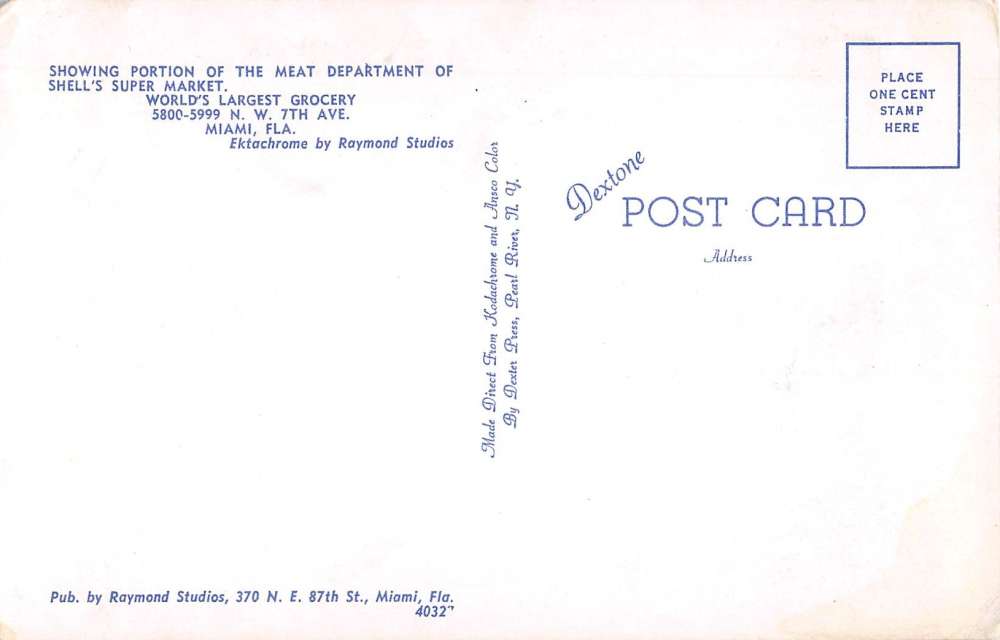 SHOWING PORTION OF THE MEAT DEPARTMENT OF
SHELL'S SUPER MARKET.
WORLD'S LARGEST GROCERY
5800-5999 N. W. 7TH AVE.
MIAMI, FLA.
Ektachrome by Raymond Studios
Pub. by Raymond Studios, 370 N. E. 87th St., Miami, Fla.
Made Direct From Kodachrome and Ansco Color
By Dexter Press, Pearl River, N. Y.
PLACE
ONE CENT
STAMP
HERE
Dextone
POST CARD
Address